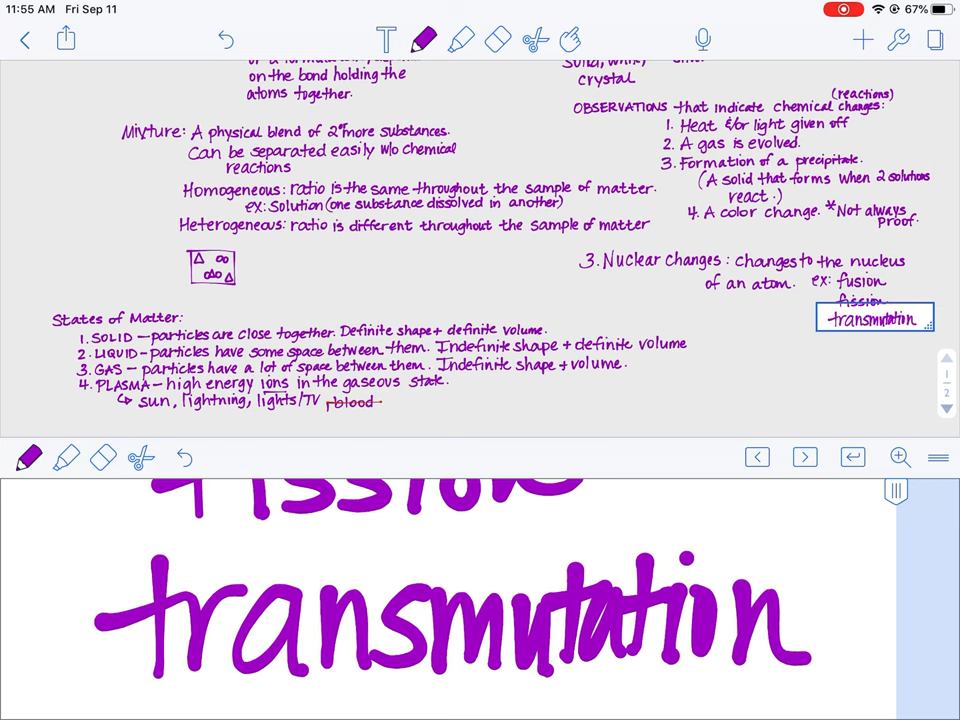 11:55 AM Fri Sep 11
67%
T
on the bond holding the
atoms together.
Mixture: A physical blend of 2 or more substances.
Can be separated easily w/o chemical
reactions
Homogeneous: ratio is the same throughout the sample of matter.
ex: Solution (one substance dissolved in another)
Heterogeneous: ratio is different throughout the sample of matter
States of Matter:
1. SOLID – particles are close together. Definite shape + definite volume.
2. LIQUID – particles have some space between them. Indefinite shape + definite volume
3. GAS – particles have a lot of space between them. Indefinite shape + volume.
4. PLASMA – high energy ions in the gaseous state.
↳ sun, lightning, lights/TV blood
crystal
(reactions)
OBSERVATIONS that indicate chemical changes:
1. Heat &/or light given off
2. A gas is evolved.
3. Formation of a precipitate.
(A solid that forms when 2 solutions
react.)
4. A color change. *Not always
proof.
3. Nuclear Changes: changes to the nucleus
of an atom. ex: fusion
fission
transmutation
1
2
fission
transmutation